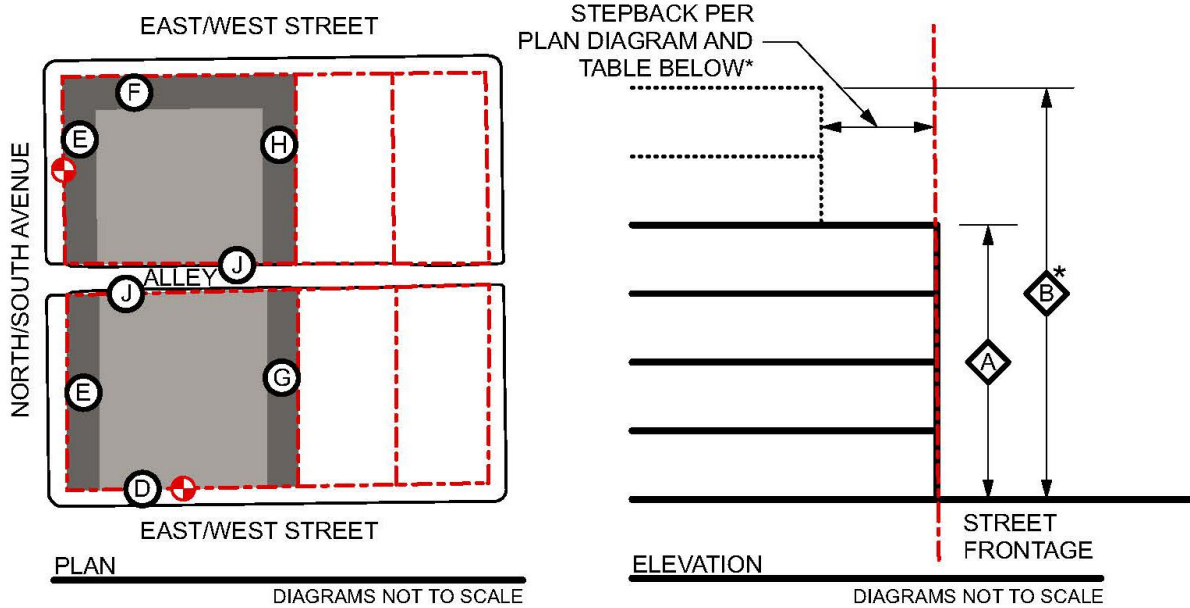 EAST/WEST STREET
NORTH/SOUTH AVENUE
F
E
H
J
ALLEY
J
E
G
D
EAST/WEST STREET
PLAN
DIAGRAMS NOT TO SCALE
STEPBACK PER
PLAN DIAGRAM AND
TABLE BELOW*
B*
A
STREET
FRONTAGE
ELEVATION
DIAGRAMS NOT TO SCALE